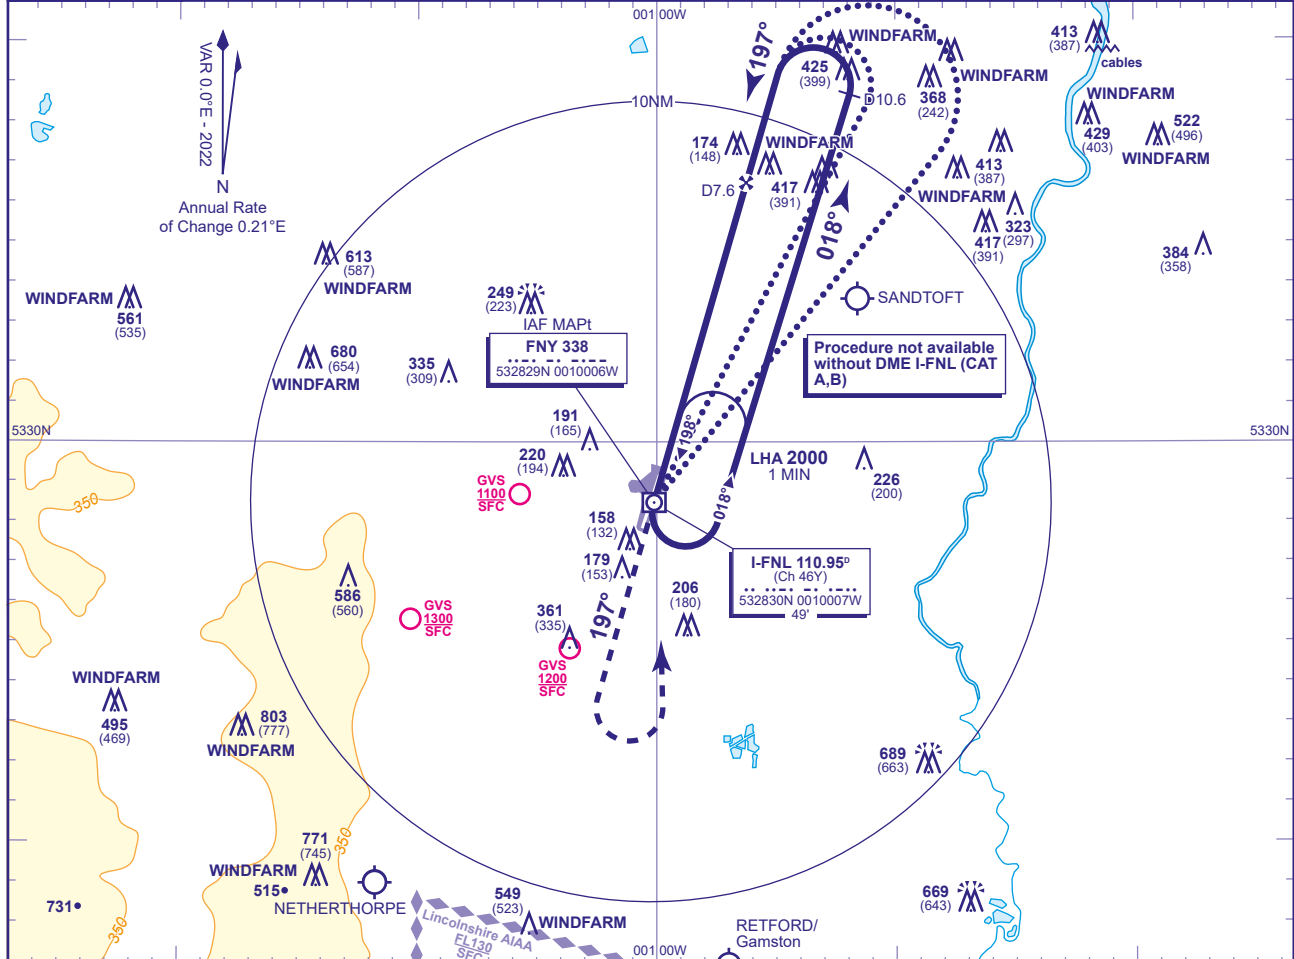 001 00W
VAR 0.0°E - 2022
N
Annual Rate
of Change 0.21°E
10NM
197°
WINDFARM
425
(399)
D10.6
368
(242)
WINDFARM
413
(387)
cables
WINDFARM
429
(403)
522
(496)
WINDFARM
174
(148)
WINDFARM
D7.6
417
(391)
018°
413
(387)
WINDFARM
323
(297)
417
(391)
384
(358)
613
(587)
WINDFARM
WINDFARM
561
(535)
249
(223)
SANDTOFT
IAF MAPt
FNY 338
532829N 0010006W
680
(654)
WINDFARM
335
(309)
Procedure not available
without DME I-FNL (CAT
A,B)
191
(165)
198°
5330N
5330N
220
(194)
LHA 2000
1 MIN
226
(200)
350
GVS
1100
SFC
018°
158
(132)
179
(153)
I-FNL 110.95D
(Ch 46Y)
532830N 0010007W
49'
586
(560)
206
(180)
GVS
1300
SFC
361
(335)
197°
GVS
1200
SFC
WINDFARM
495
(469)
803
(777)
WINDFARM
689
(663)
771
(745)
350
WINDFARM
515
NETHERTHORPE
731
350
549
(523)
WINDFARM
Lincolnshire AIAA
FL130
SFC
669
(643)
RETFORD/
Gamston
001 00W